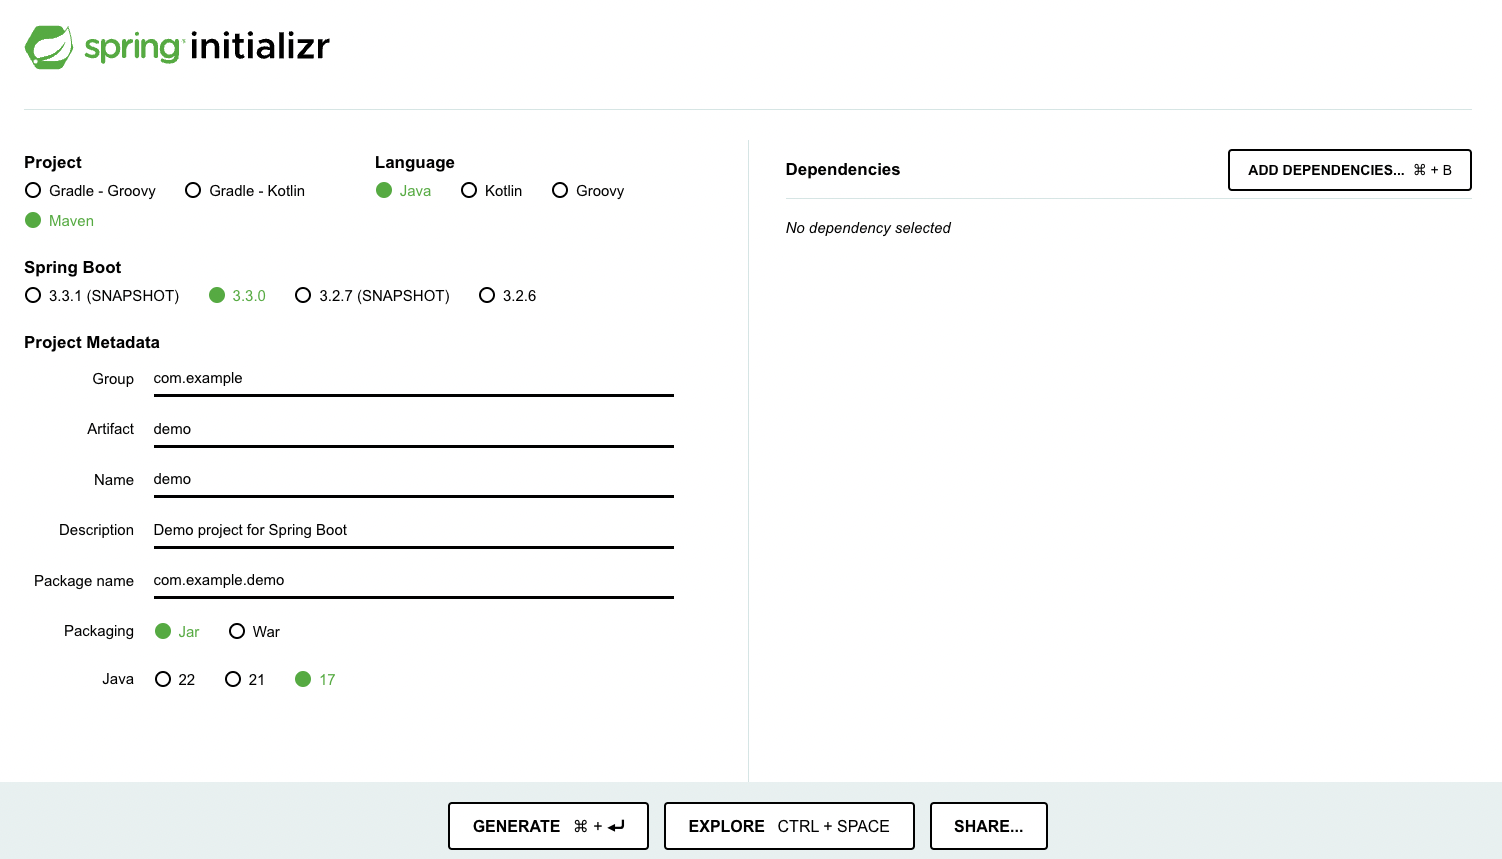 spring initializr
Project
Gradle - Groovy Gradle - Kotlin
Maven
Language
Java Kotlin Groovy
Spring Boot
3.3.1 (SNAPSHOT) 3.3.0 3.2.7 (SNAPSHOT) 3.2.6
Project Metadata
Group com.example
Artifact demo
Name demo
Description Demo project for Spring Boot
Package name com.example.demo
Packaging Jar War
Java 22 21 17
Dependencies ADD DEPENDENCIES... ⌘ + B
No dependency selected
GENERATE ⌘ + ⏎ EXPLORE CTRL + SPACE SHARE...